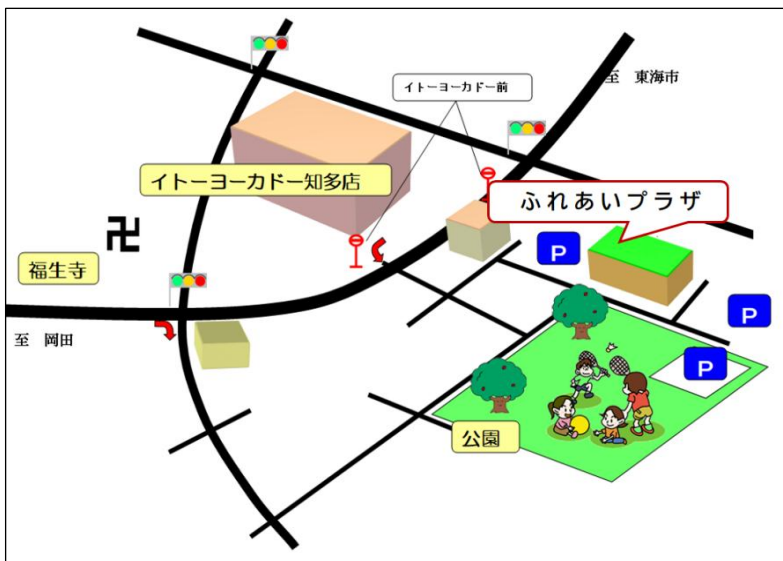 至 東海市
イトーヨーカドー前
イトーヨーカドー知多店
ふれあいプラザ
卍
P
福生寺
P
至 岡田
P
公園